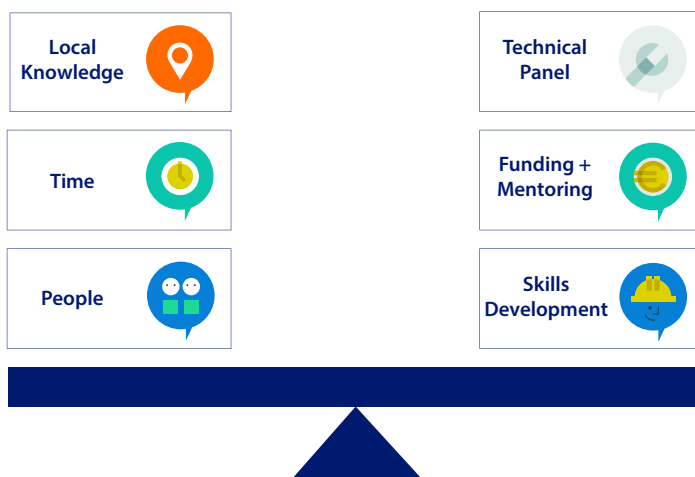 Local
Knowledge
Technical
Panel
Time
Funding +
Mentoring
People
Skills
Development